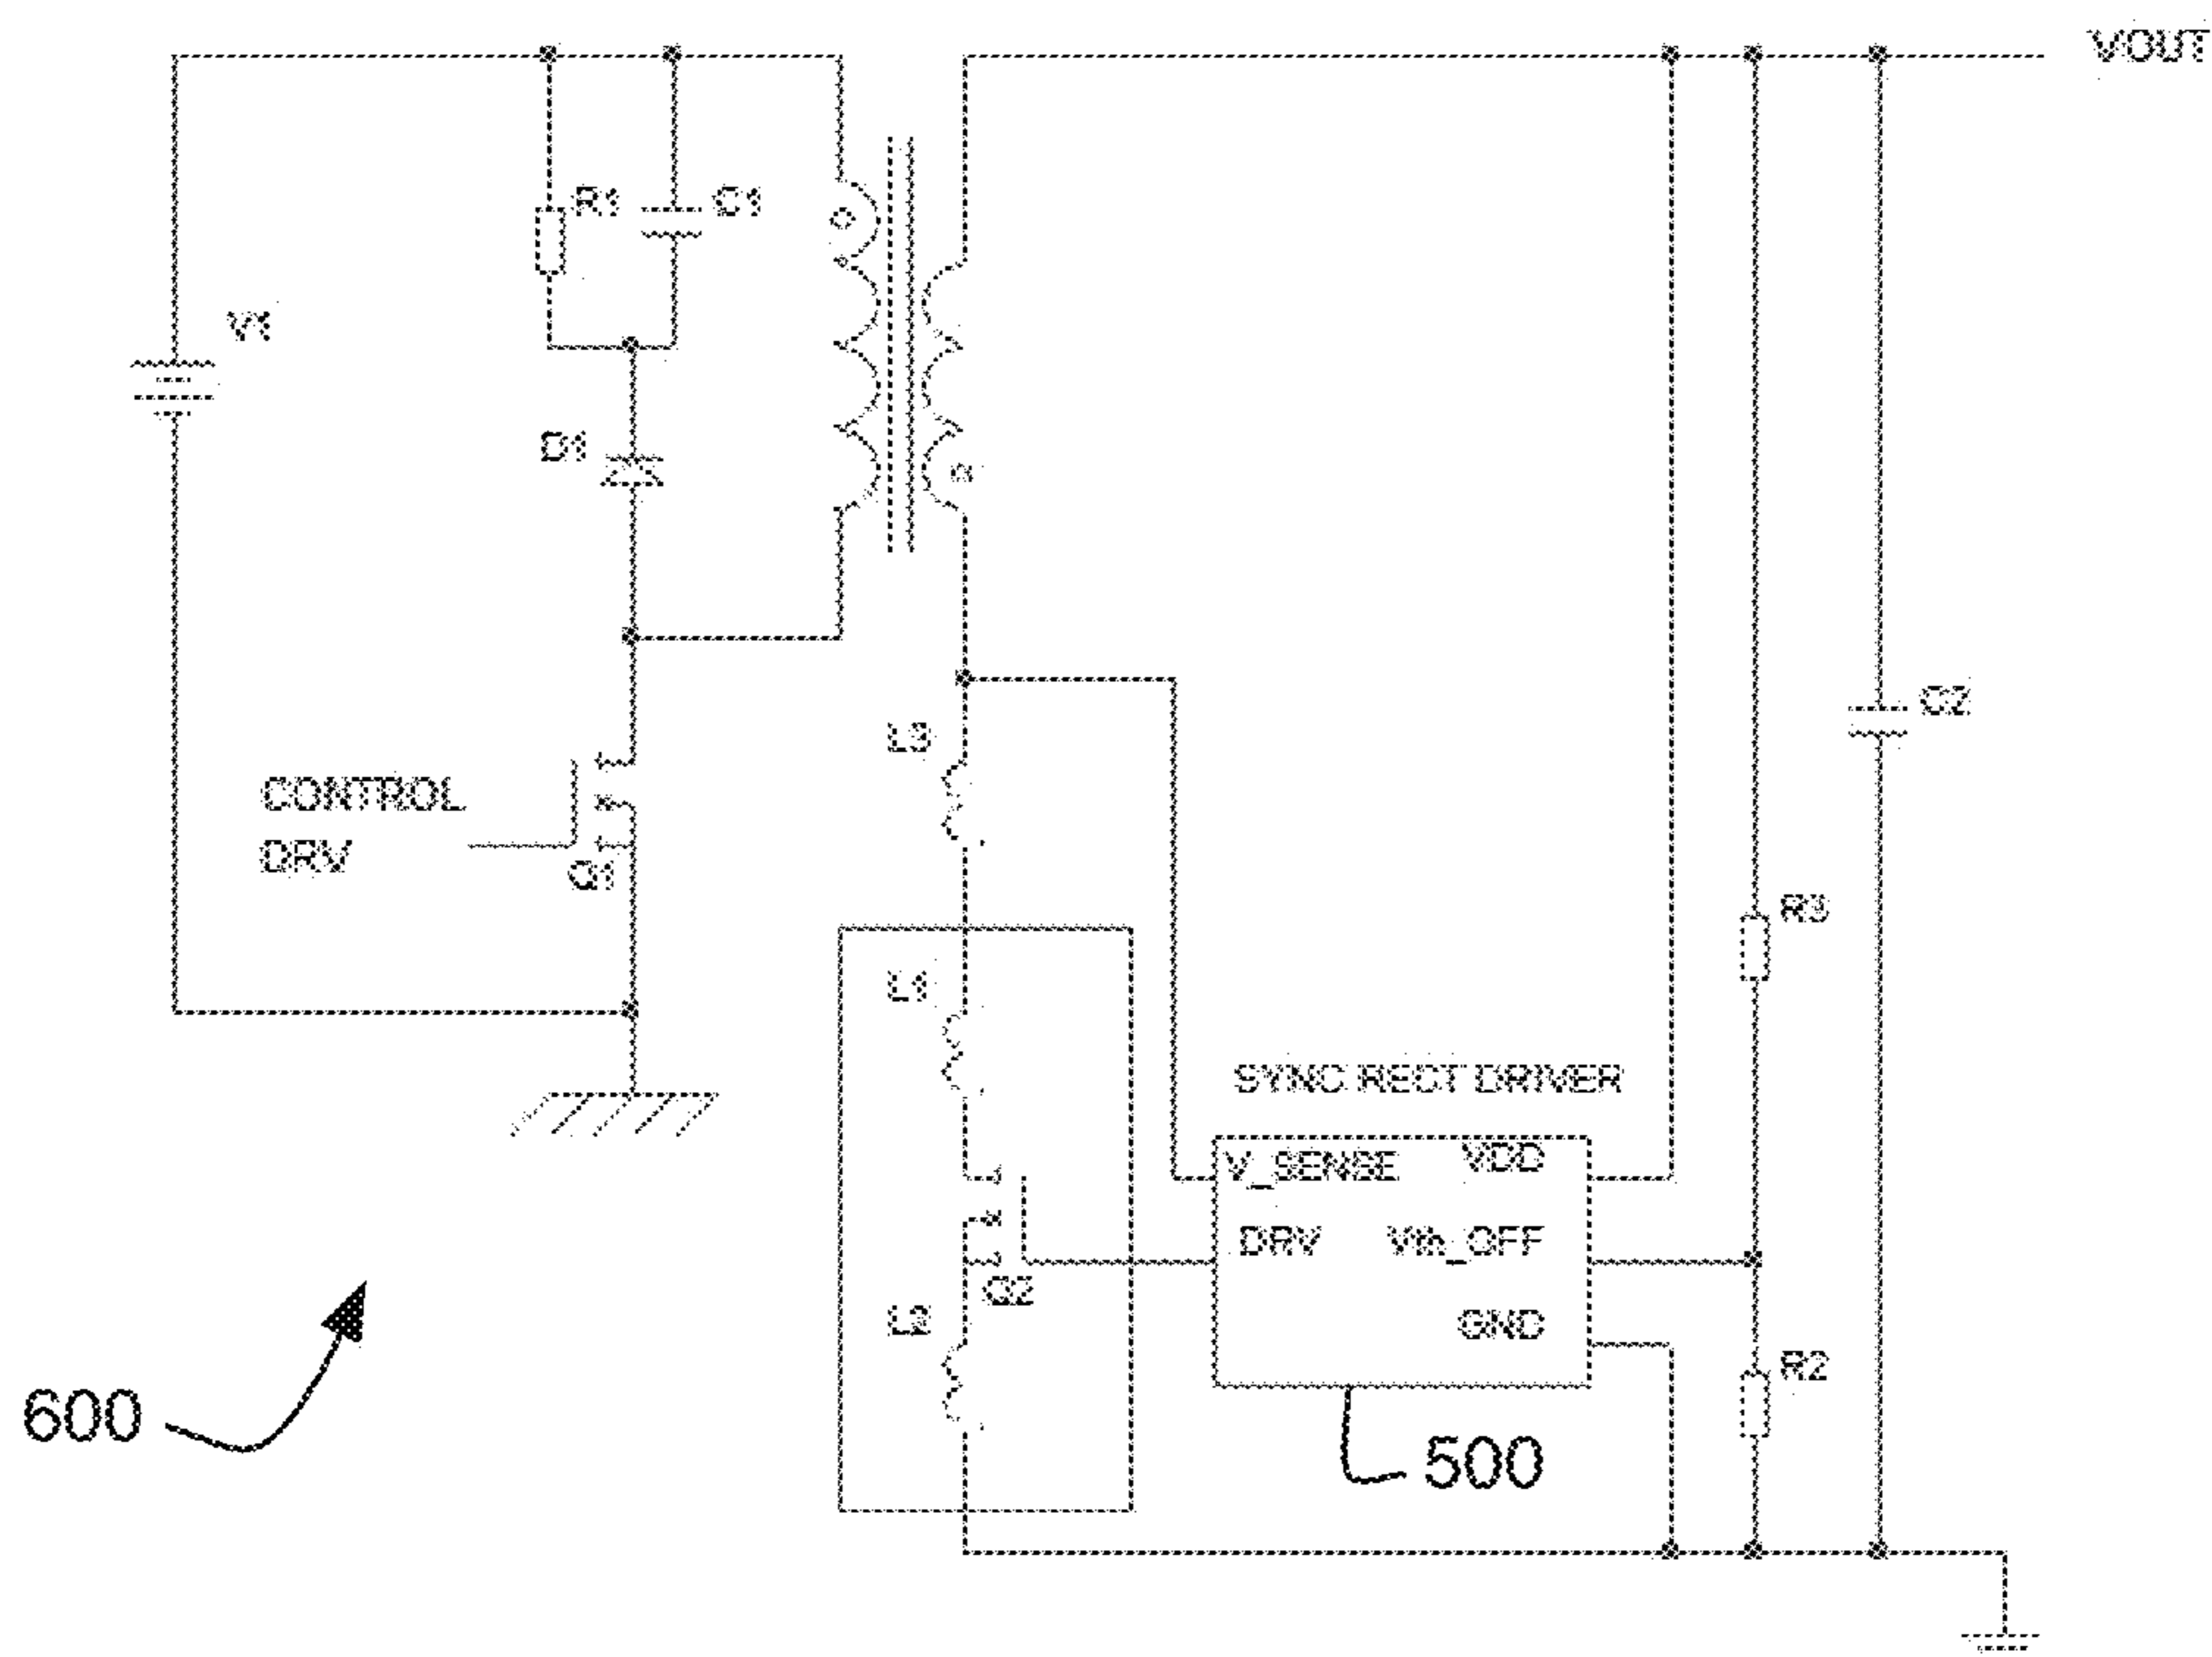 VOUT
R1
C1
V1
D1
L3
C2
CONTROL
DRV
Q1
R3
L1
SYNC RECT DRIVER
V_SENSE
VDD
DRV
Vth_OFF
Q2
L2
GND
R2
600
500